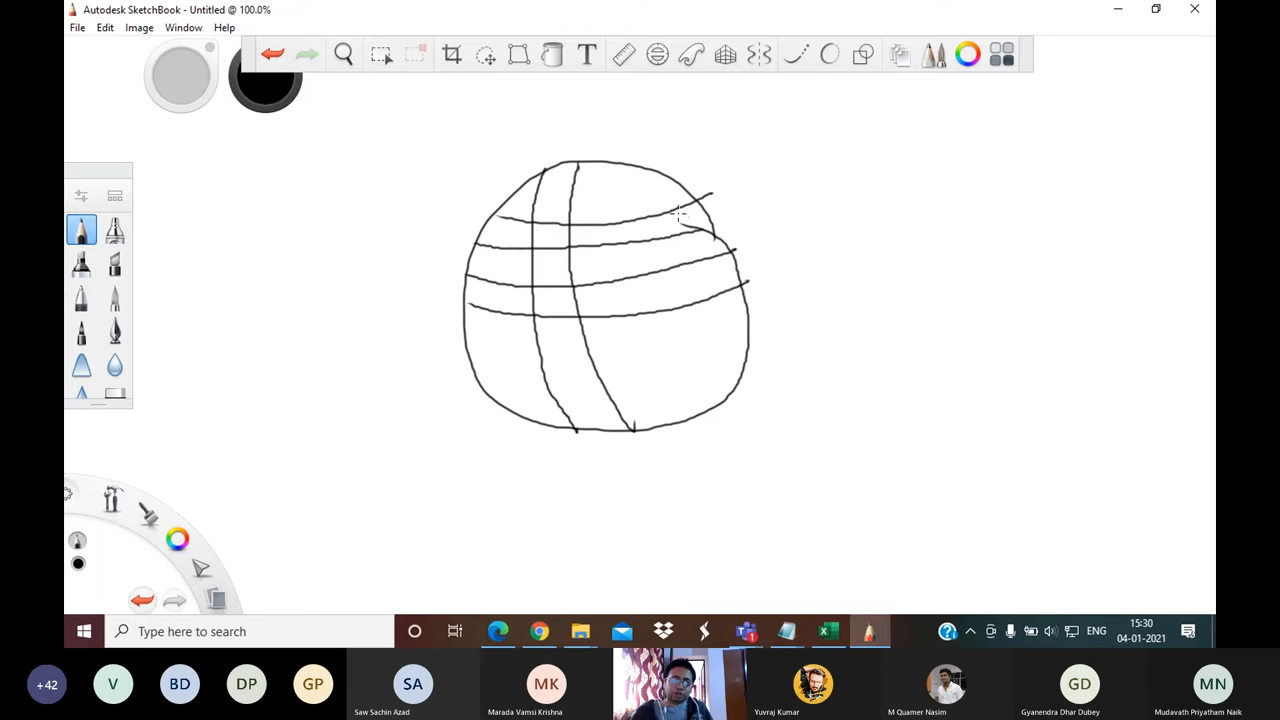 Autodesk SketchBook - Untitled @ 100.0%
File Edit Image Window Help
T
Type here to search
1
ENG
15:30
04-01-2021
+42
V
BD
DP
GP
SA
MK
GD
MN
Saw Sachin Azad
Marada Vamsi Krishna
Yuvraj Kumar
M Quamer Nasim
Gyanendra Dhar Dubey
Mudavath Priyatham Naik